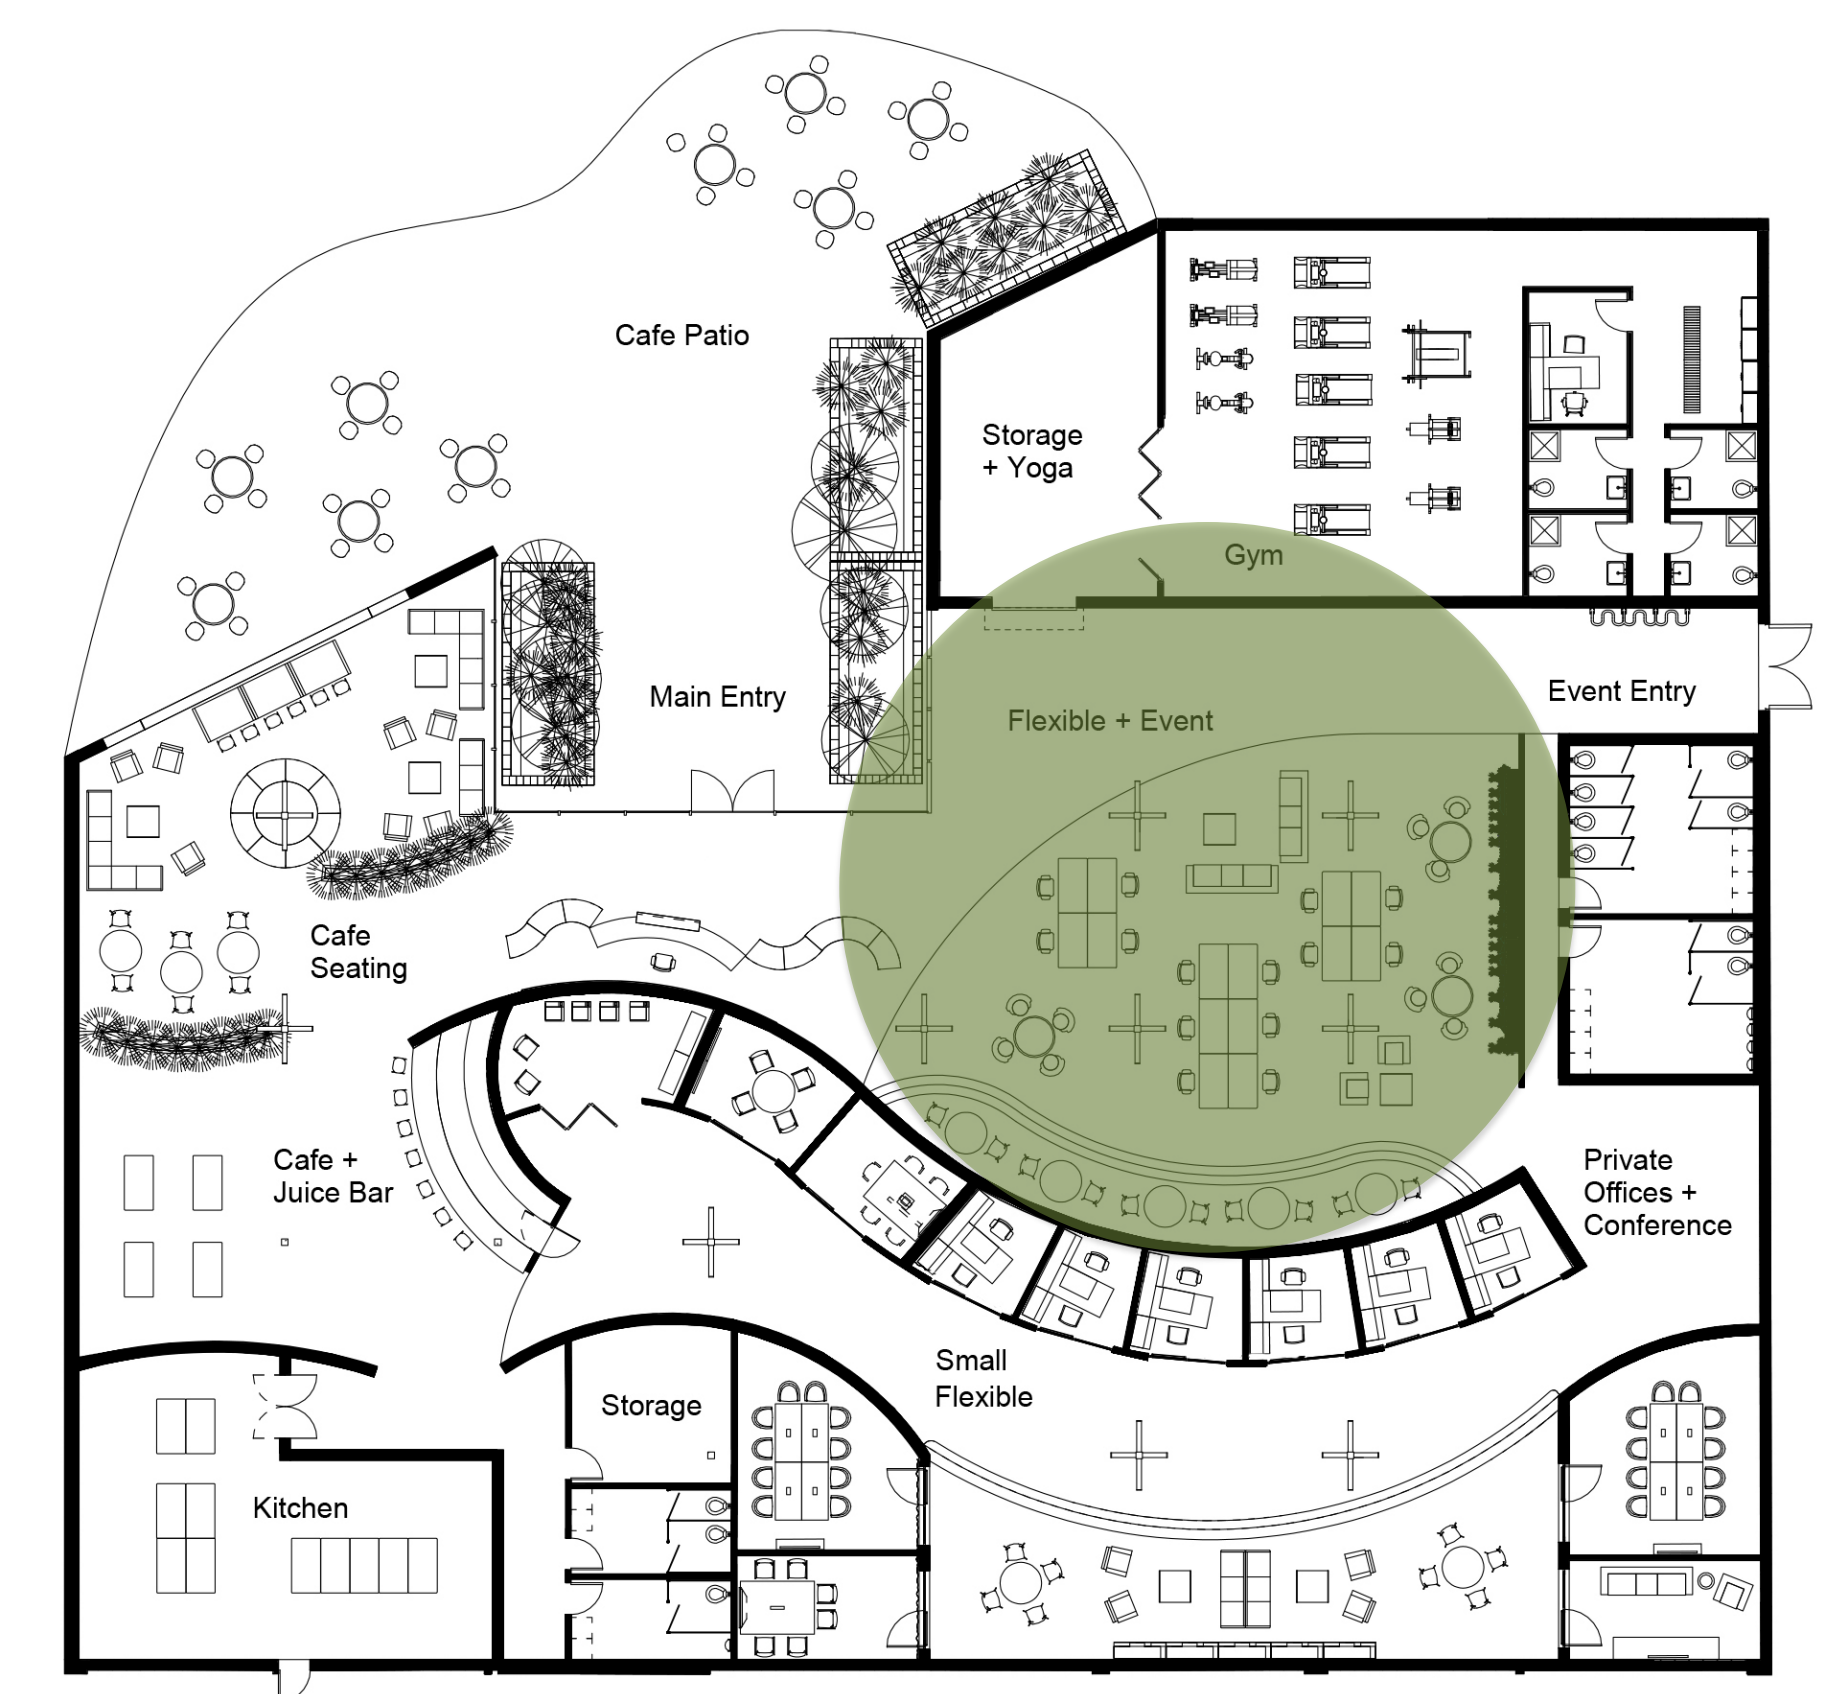 Cafe Patio
Storage
+ Yoga
Gym
Main Entry
Flexible + Event
Event Entry
Cafe
Seating
Cafe +
Juice Bar
Private
Offices +
Conference
Small
Flexible
Storage
Kitchen